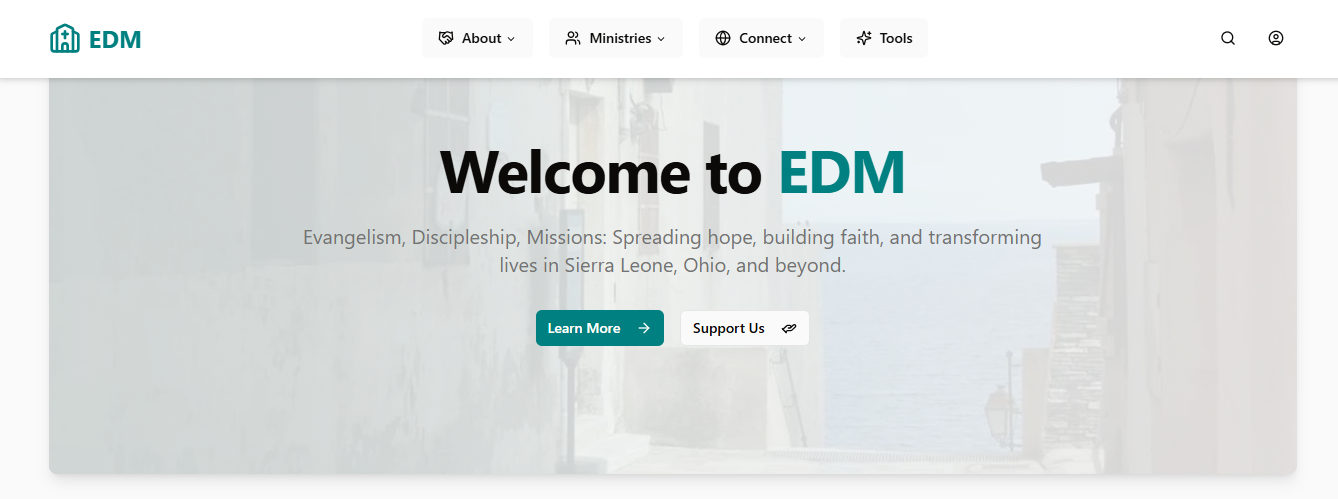 EDM
About
Ministries
Connect
Tools
Welcome to EDM
Evangelism, Discipleship, Missions: Spreading hope, building faith, and transforming
lives in Sierra Leone, Ohio, and beyond.
Learn More
Support Us